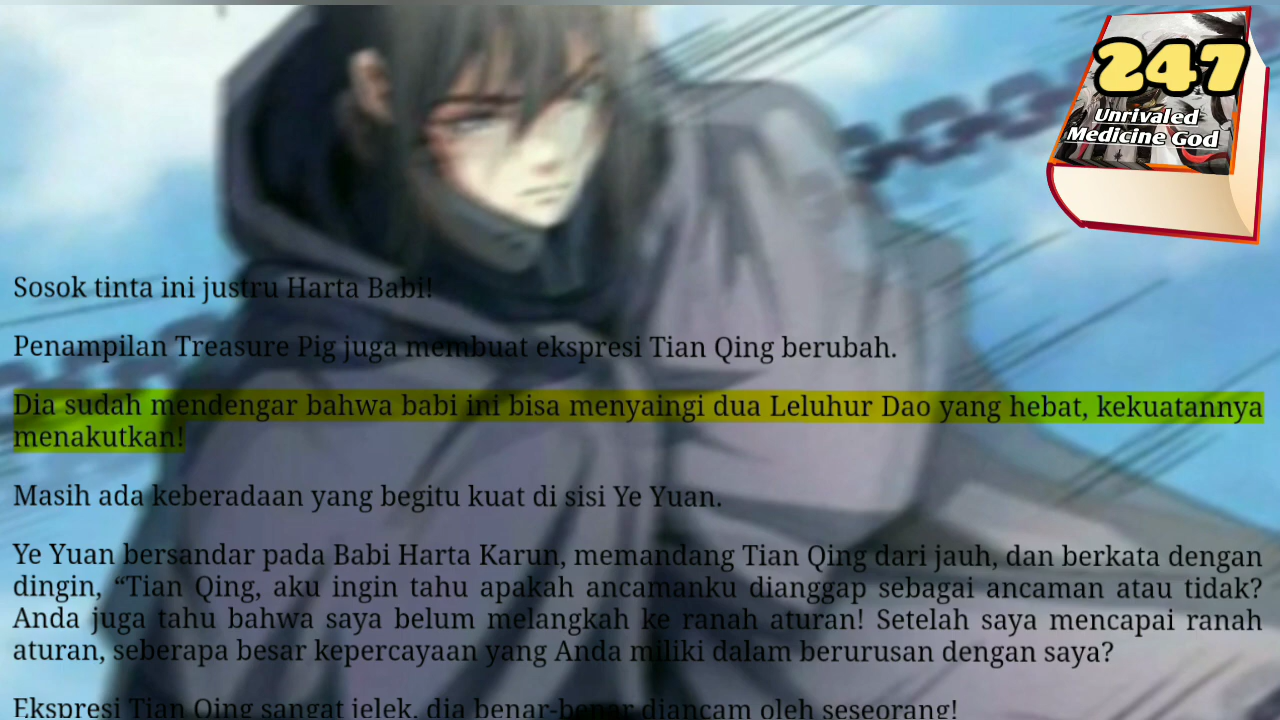 247
Unrivaled
Medicine God
Sosok tinta ini justru Harta Babi!
Penampilan Treasure Pig juga membuat ekspresi Tian Qing berubah.
Dia sudah mendengar bahwa babi ini bisa menyaingi dua Leluhur Dao yang hebat, kekuatannya
menakutkan!
Masih ada keberadaan yang begitu kuat di sisi Ye Yuan.
Ye Yuan bersandar pada Babi Harta Karun, memandang Tian Qing dari jauh, dan berkata dengan
dingin, “Tian Qing, aku ingin tahu apakah ancamanku dianggap sebagai ancaman atau tidak?
Anda juga tahu bahwa saya belum melangkah ke ranah aturan! Setelah saya mencapai ranah
aturan, seberapa besar kepercayaan yang Anda miliki dalam berurusan dengan saya?
Ekspresi Tian Qing sangat jelek, dia benar-benar diancam oleh seseorang!